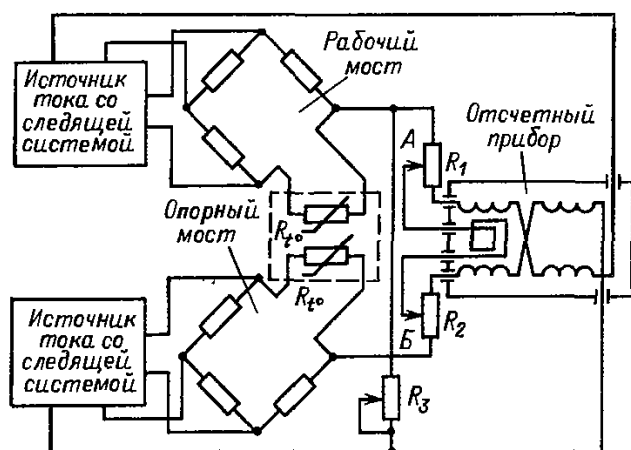 Рабочий
мост
Источник
тока со
следящей
системой
Отсчетный
прибор
А
R₁
Опорный
мост
Rt°
Rt°
Источник
тока со
следящей
системой
Б
R₂
R₃